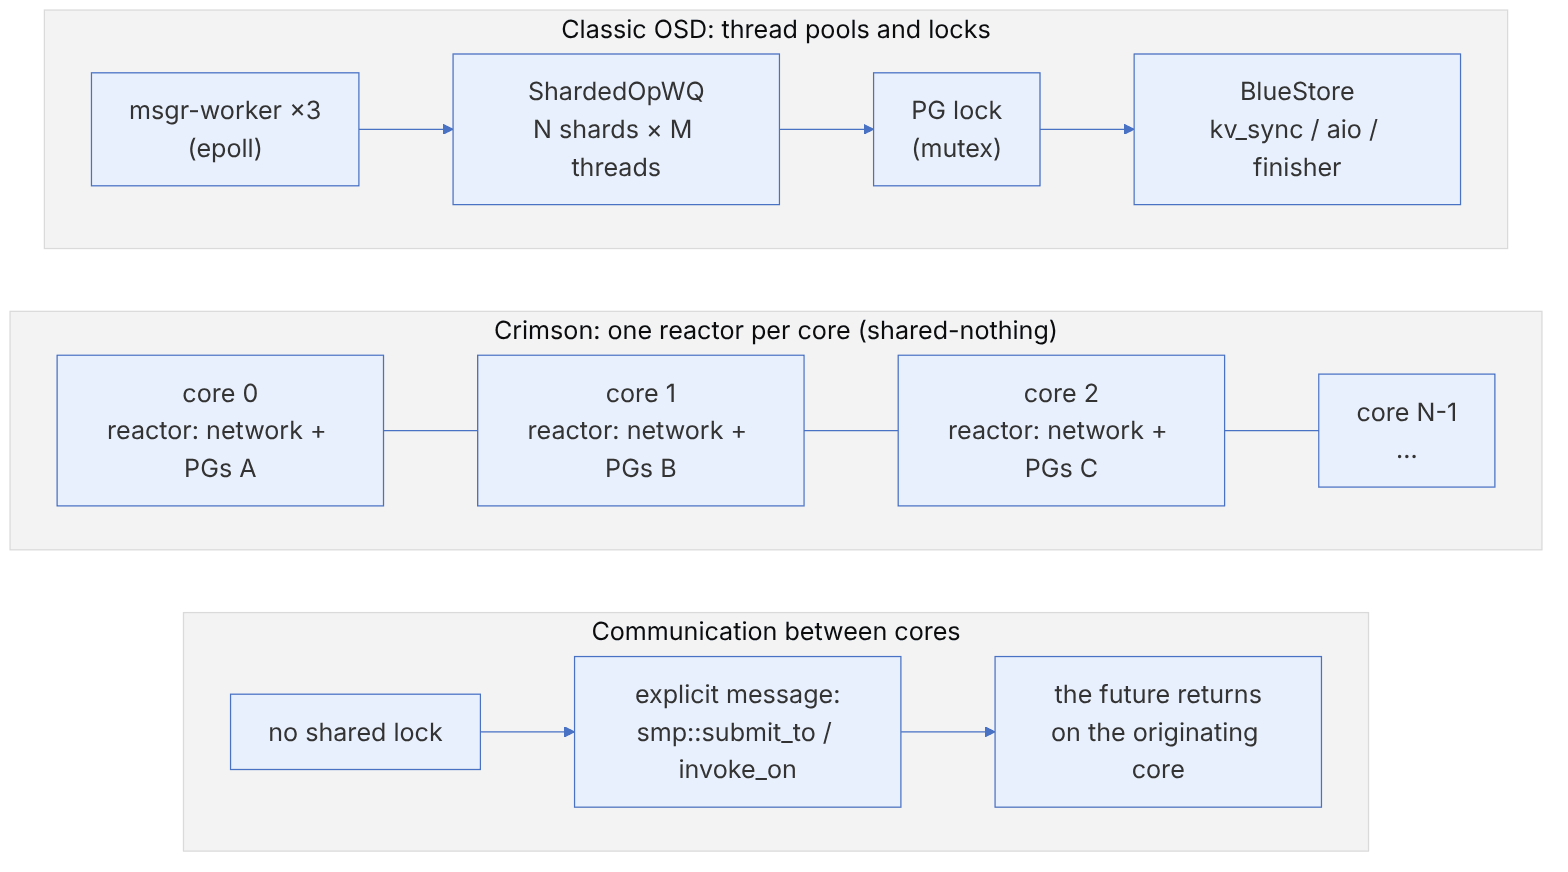 Classic OSD: thread pools and locks
msgr-worker ×3
(epoll)
ShardedOpWQ
N shards × M
threads
PG lock
(mutex)
BlueStore
kv_sync / aio /
finisher
Crimson: one reactor per core (shared-nothing)
core 0
reactor: network +
PGs A
core 1
reactor: network +
PGs B
core 2
reactor: network +
PGs C
core N-1
...
Communication between cores
no shared lock
explicit message:
smp::submit_to /
invoke_on
the future returns
on the originating
core